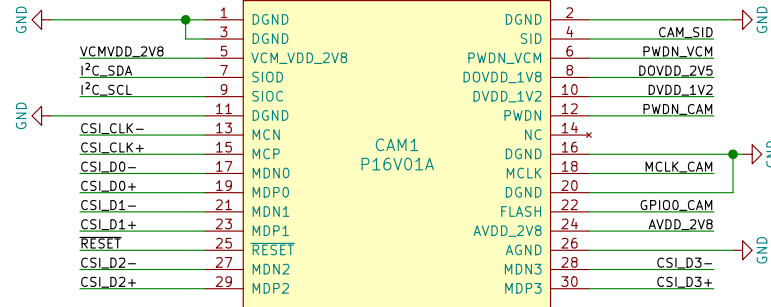 GND 1 DGND DGND 2 GND
3 DGND SID 4 CAM_SID
VCMVDD_2V8 5 VCM_VDD_2V8 PWDN_VCM 6 PWDN_VCM
I²C_SDA 7 SIOD DOVDD_1V8 8 DOVDD_2V5
I²C_SCL 9 SIOC DVDD_1V2 10 DVDD_1V2
GND 11 DGND PWDN 12 PWDN_CAM
CSI_CLK- 13 MCN NC 14
CAM1
CSI_CLK+ 15 MCP DGND 16 GND
P16V01A
CSI_D0- 17 MDN0 MCLK 18 MCLK_CAM
CSI_D0+ 19 MDP0 DGND 20
CSI_D1- 21 MDN1 FLASH 22 GPIO0_CAM
CSI_D1+ 23 MDP1 AVDD_2V8 24 AVDD_2V8
RESET 25 RESET AGND 26 GND
CSI_D2- 27 MDN2 MDN3 28 CSI_D3-
CSI_D2+ 29 MDP2 MDP3 30 CSI_D3+